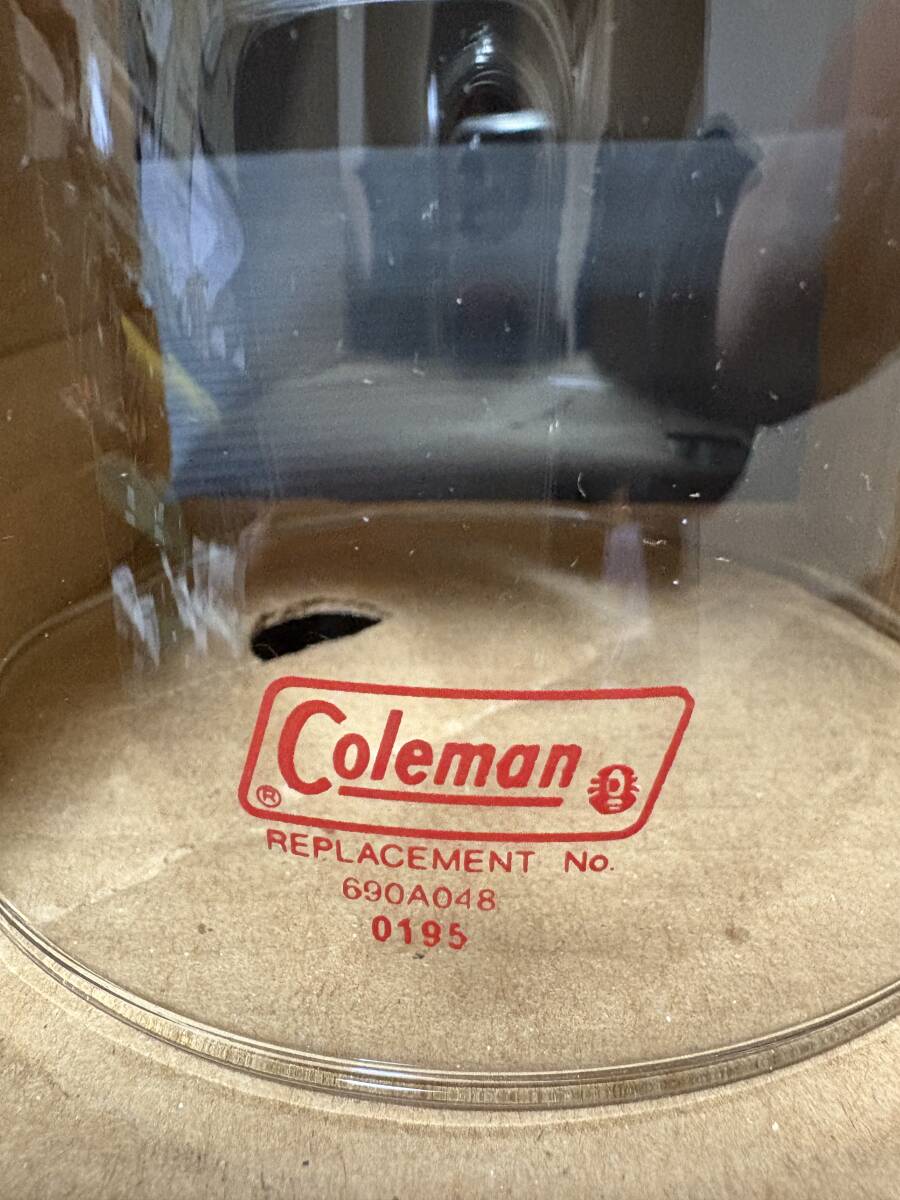 Coleman
®
REPLACEMENT No.
690A048
0195